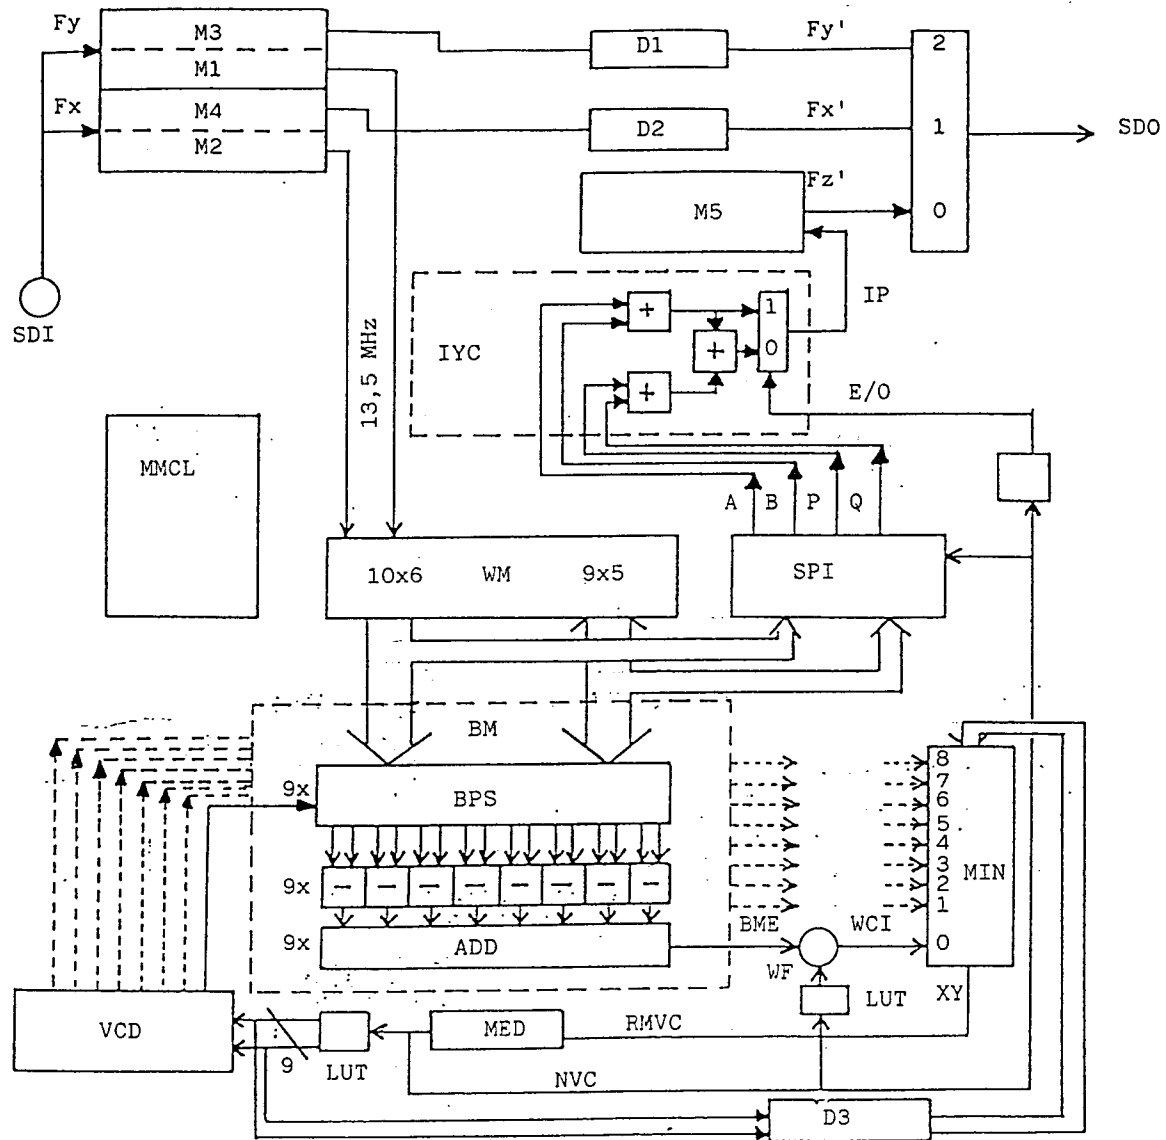 Fy
M3
M1
Fx
M4
M2
D1
Fy'
2
D2
Fx'
1
SDO
M5
Fz'
0
SDI
13,5 MHz
IYC
+
+
+
1
0
IP
E/O
MMCL
A B P Q
10x6 WM 9x5
SPI
BM
9x
BPS
9x
− − − − − − − −
9x
ADD
BME
WF
WCI
8
7
6
5
4
3
2
1
0
MIN
LUT
XY
VCD
9
LUT
MED
RMVC
NVC
D3